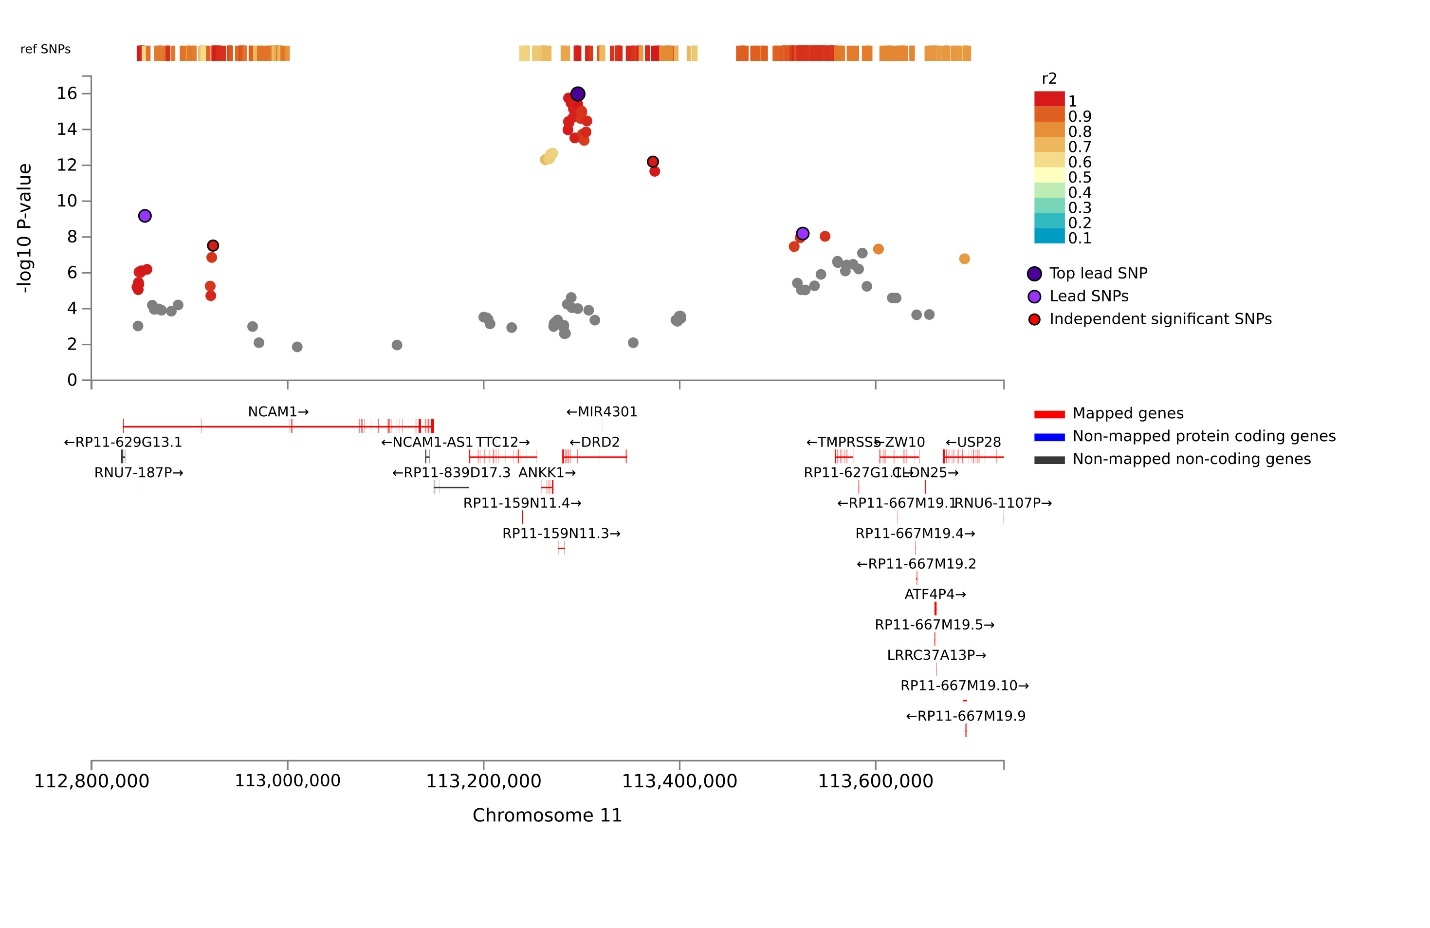 ref SNPs
r2
1
0.9
0.8
0.7
0.6
0.5
0.4
0.3
0.2
0.1
16
14
12
10
8
6
4
2
0
-log10 P-value
Top lead SNP
Lead SNPs
Independent significant SNPs
NCAM1→
←MIR4301
←RP11-629G13.1
←NCAM1-AS1
TTC12→
←DRD2
←TMPRSS5
←ZW10
←USP28
RNU7-187P→
←RP11-839D17.3
ANKK1→
RP11-627G1.1→
CLDN25→
RP11-159N11.4→
←RP11-667M19.1
RNU6-1107P→
RP11-159N11.3→
RP11-667M19.4→
←RP11-667M19.2
ATF4P4→
RP11-667M19.5→
LRRC37A13P→
RP11-667M19.10→
←RP11-667M19.9
Mapped genes
Non-mapped protein coding genes
Non-mapped non-coding genes
112,800,000
113,000,000
113,200,000
113,400,000
113,600,000
Chromosome 11